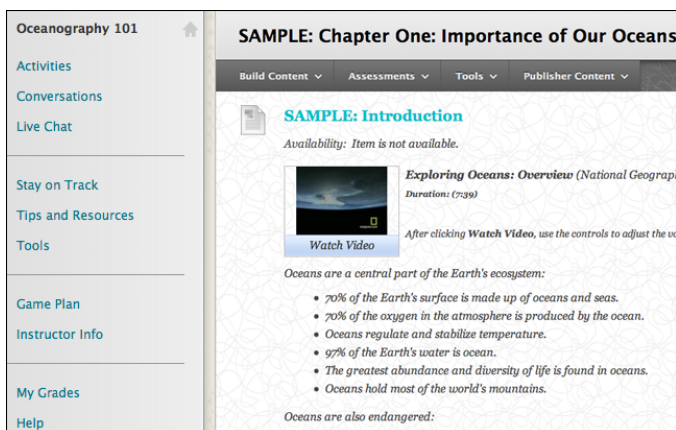 Oceanography 101
Activities
Conversations
Live Chat
Stay on Track
Tips and Resources
Tools
Game Plan
Instructor Info
My Grades
Help
SAMPLE: Chapter One: Importance of Our Oceans
Build Content Assessments Tools Publisher Content
SAMPLE: Introduction
Availability: Item is not available.
Exploring Oceans: Overview (National Geograp
Duration: (7:39)
Watch Video
After clicking Watch Video, use the controls to adjust the vo
Oceans are a central part of the Earth's ecosystem:
• 70% of the Earth's surface is made up of oceans and seas.
• 70% of the oxygen in the atmosphere is produced by the ocean.
• Oceans regulate and stabilize temperature.
• 97% of the Earth's water is ocean.
• The greatest abundance and diversity of life is found in oceans.
• Oceans hold most of the world's mountains.
Oceans are also endangered: